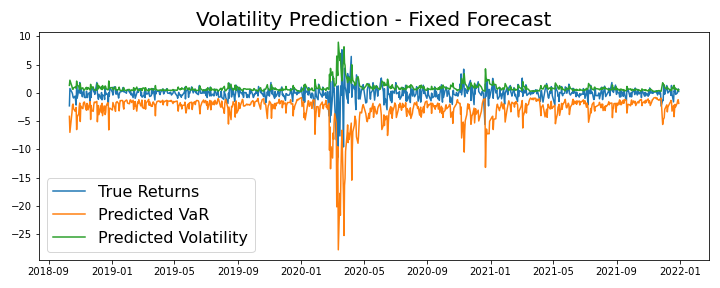 Volatility Prediction - Fixed Forecast
10
5
0
−5
−10
−15
−20
−25
True Returns
Predicted VaR
Predicted Volatility
2018-09 2019-01 2019-05 2019-09 2020-01 2020-05 2020-09 2021-01 2021-05 2021-09 2022-01